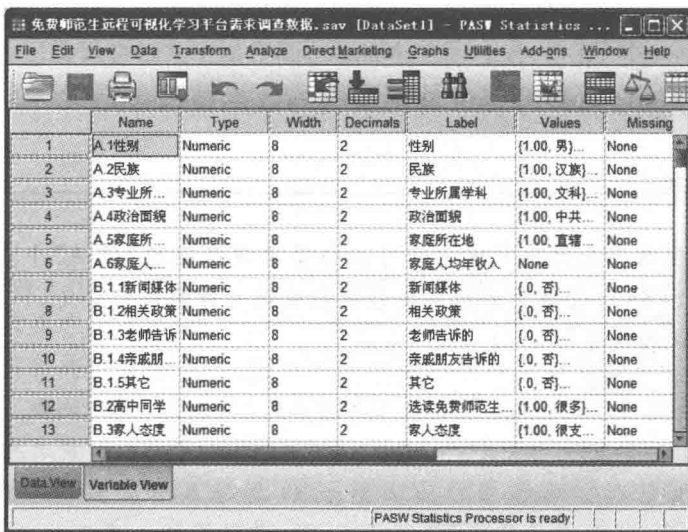 免费师范生远程可视化学习平台需求调查数据.sav [DataSet1] - PASW Statistics ...
File Edit View Data Transform Analyze Direct Marketing Graphs Utilities Add-ons Window Help
Name Type Width Decimals Label Values Missing
1 A.1性别 Numeric 8 2 性别 {1.00, 男}... None
2 A.2民族 Numeric 8 2 民族 {1.00, 汉族}... None
3 A.3专业所... Numeric 8 2 专业所属学科 {1.00, 文科}... None
4 A.4政治面貌 Numeric 8 2 政治面貌 {1.00, 中共... None
5 A.5家庭所... Numeric 8 2 家庭所在地 {1.00, 直辖... None
6 A.6家庭人... Numeric 8 2 家庭人均年收入 None None
7 B.1.1新闻媒体 Numeric 8 2 新闻媒体 {.0, 否}... None
8 B.1.2相关政策 Numeric 8 2 相关政策 {.0, 否}... None
9 B.1.3老师告诉 Numeric 8 2 老师告诉的 {.0, 否}... None
10 B.1.4亲戚朋... Numeric 8 2 亲戚朋友告诉的 {.0, 否}... None
11 B.1.5其它 Numeric 8 2 其它 {.0, 否}... None
12 B.2高中同学 Numeric 8 2 选读免费师范生... {1.00, 很多}... None
13 B.3家人态度 Numeric 8 2 家人态度 {1.00, 很支... None
Data View Variable View
PASW Statistics Processor is ready